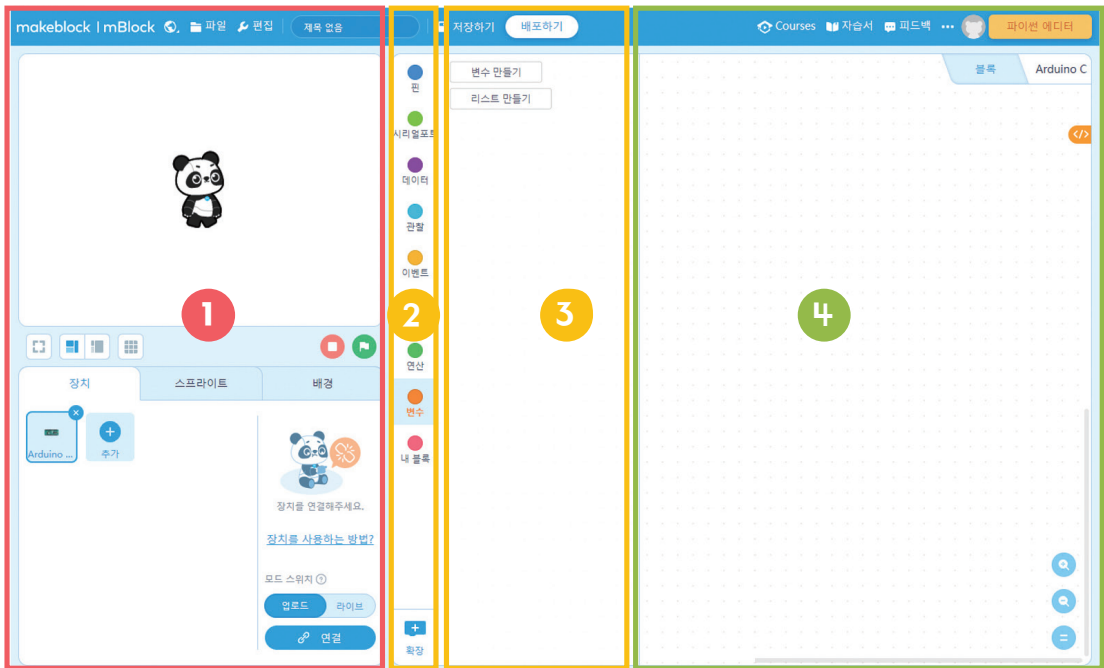 makeblock | mBlock 파일 편집 제목 없음 저장하기 배포하기 Courses 자습서 피드백 ••• 파이썬 에디터
1
장치 스프라이트 배경
Arduino ...
추가
장치를 연결해주세요.
장치를 사용하는 방법?
모드 스위치 ?
업로드 라이브
연결
2
핀
시리얼포트
데이터
관찰
이벤트
연산
변수
내 블록
확장
3
변수 만들기
리스트 만들기
4
블록 Arduino C
</>